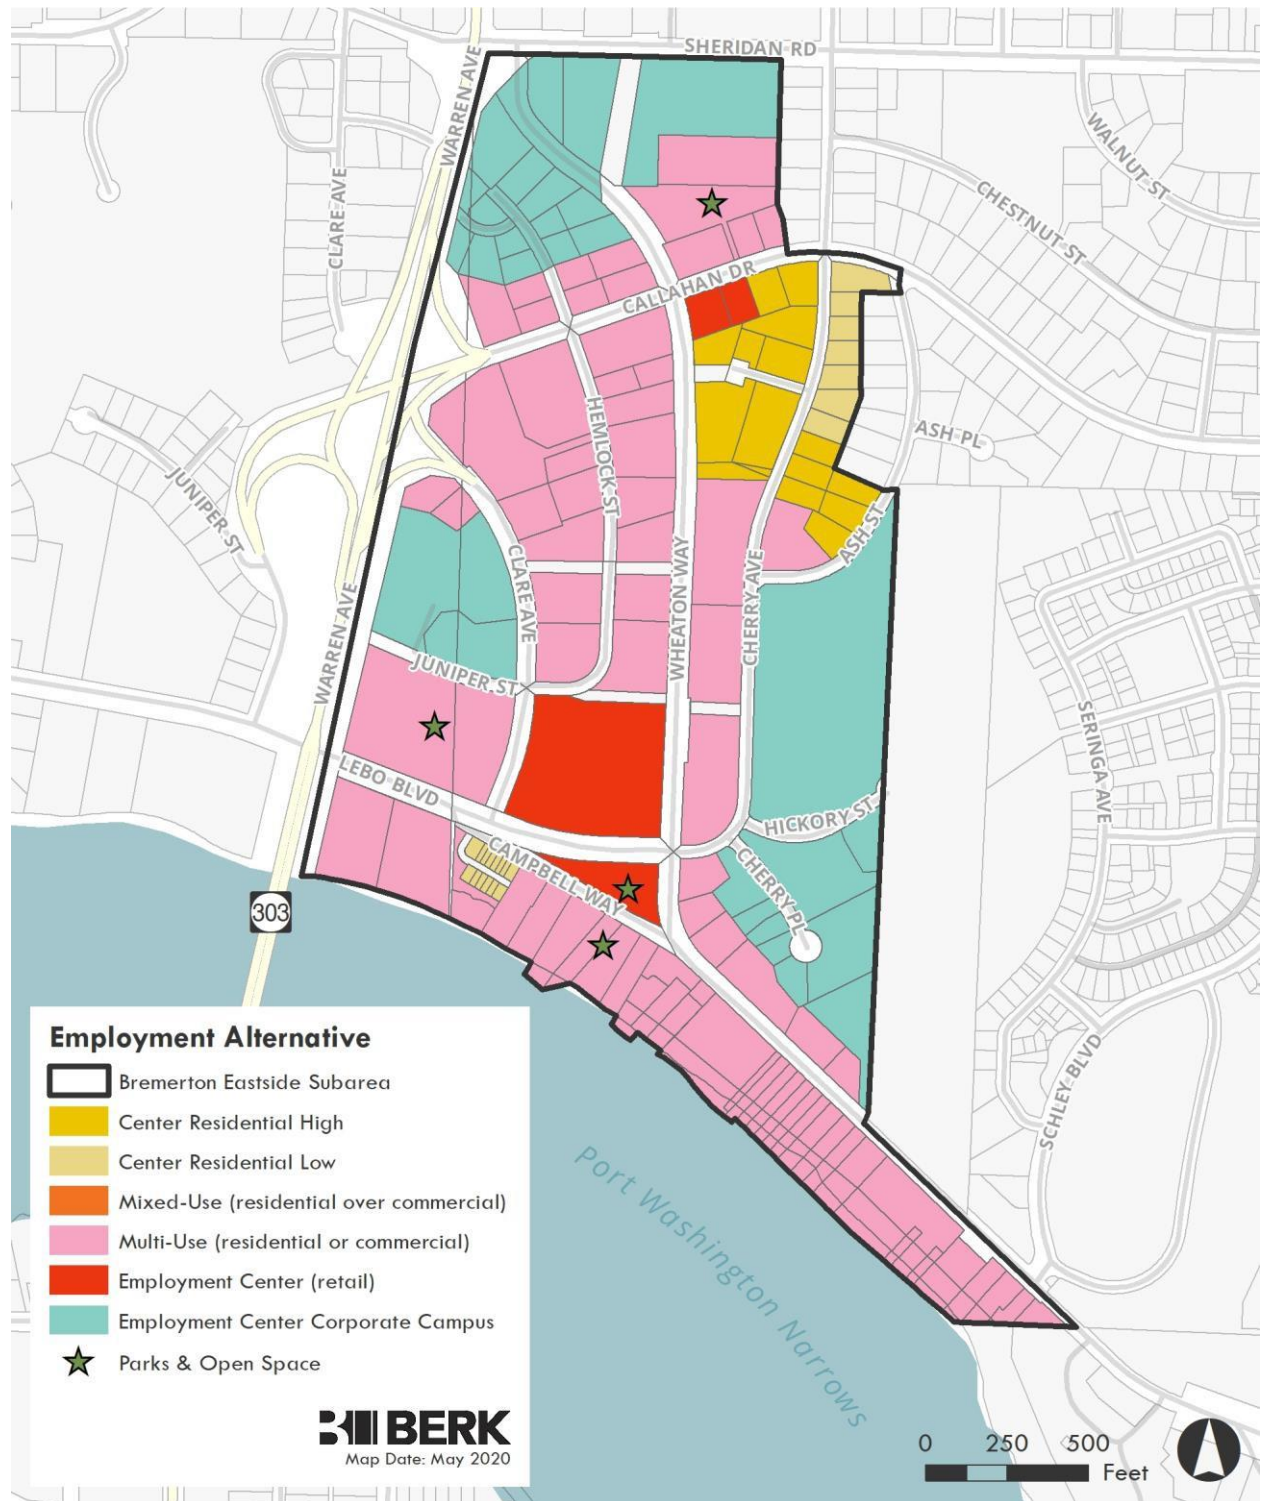 SHERIDAN RD
WARREN AVE
WALNUT ST
CLARE AVE
CHESTNUT ST
CALLAHAN DR
HEMLOCK ST
ASH PL
JUNIPER ST
ASH ST
CLARE AVE
WHEATON WAY
CHERRY AVE
WARREN AVE
JUNIPER ST
SERINGA AVE
LEBO BLVD
HICKORY ST
CAMPBELL WAY
CHERRY PL
303
SCHLEY BLVD
Port Washington Narrows
Employment Alternative
Bremerton Eastside Subarea
Center Residential High
Center Residential Low
Mixed-Use (residential over commercial)
Multi-Use (residential or commercial)
Employment Center (retail)
Employment Center Corporate Campus
Parks & Open Space
BERK
Map Date: May 2020
0 250 500
Feet